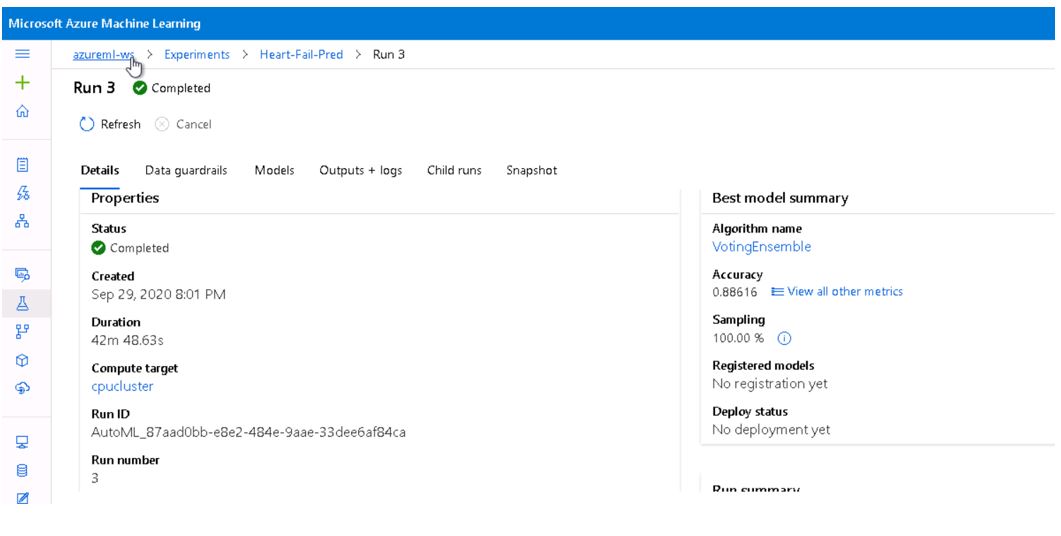 Microsoft Azure Machine Learning
azureml-ws > Experiments > Heart-Fail-Pred > Run 3
Run 3 Completed
Refresh Cancel
Details Data guardrails Models Outputs + logs Child runs Snapshot
Properties
Status
Completed
Created
Sep 29, 2020 8:01 PM
Duration
42m 48.63s
Compute target
cpucluster
Run ID
AutoML_87aad0bb-e8e2-484e-9aae-33dee6af84ca
Run number
3
Best model summary
Algorithm name
VotingEnsemble
Accuracy
0.88616 View all other metrics
Sampling
100.00 %
Registered models
No registration yet
Deploy status
No deployment yet
Run summary